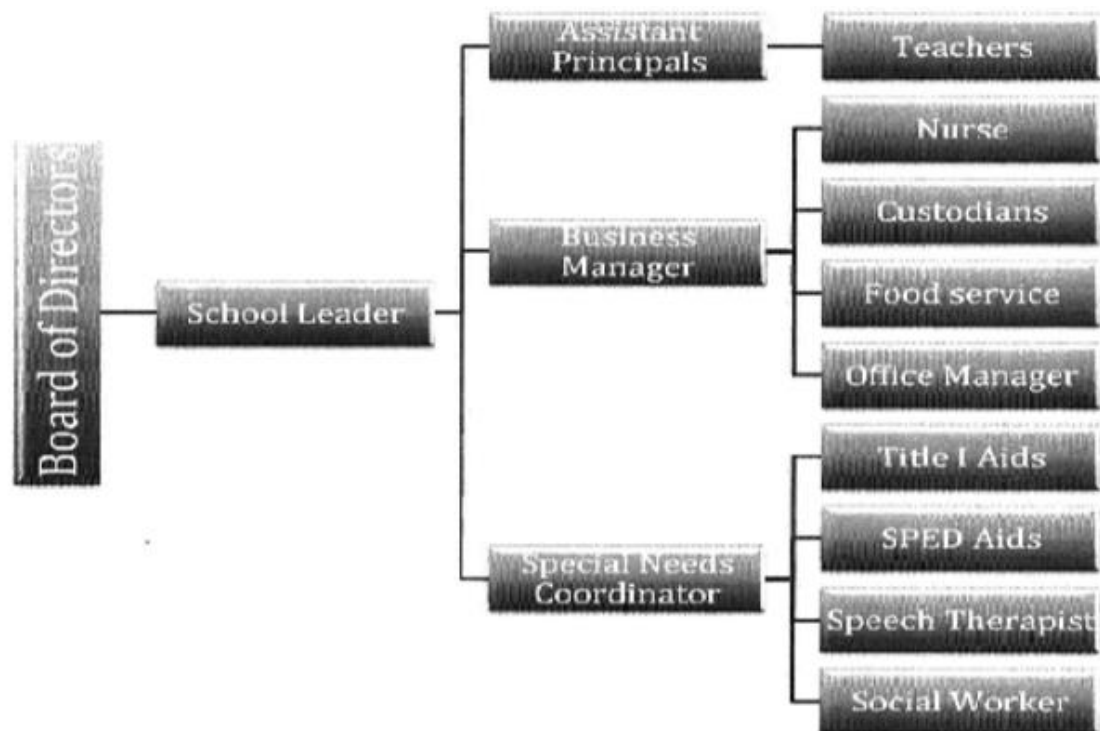 Board of Directors
School Leader
Assistant
Principals
Teachers
Business
Manager
Nurse
Custodians
Food service
Office Manager
Special Needs
Coordinator
Title I Aids
SPED Aids
Speech Therapist
Social Worker